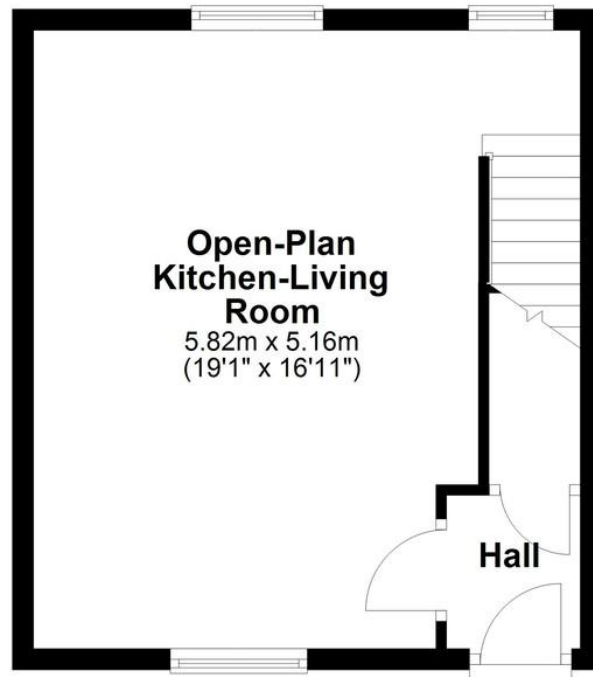 Open-Plan
Kitchen-Living
Room
5.82m x 5.16m
(19'1" x 16'11")
Hall